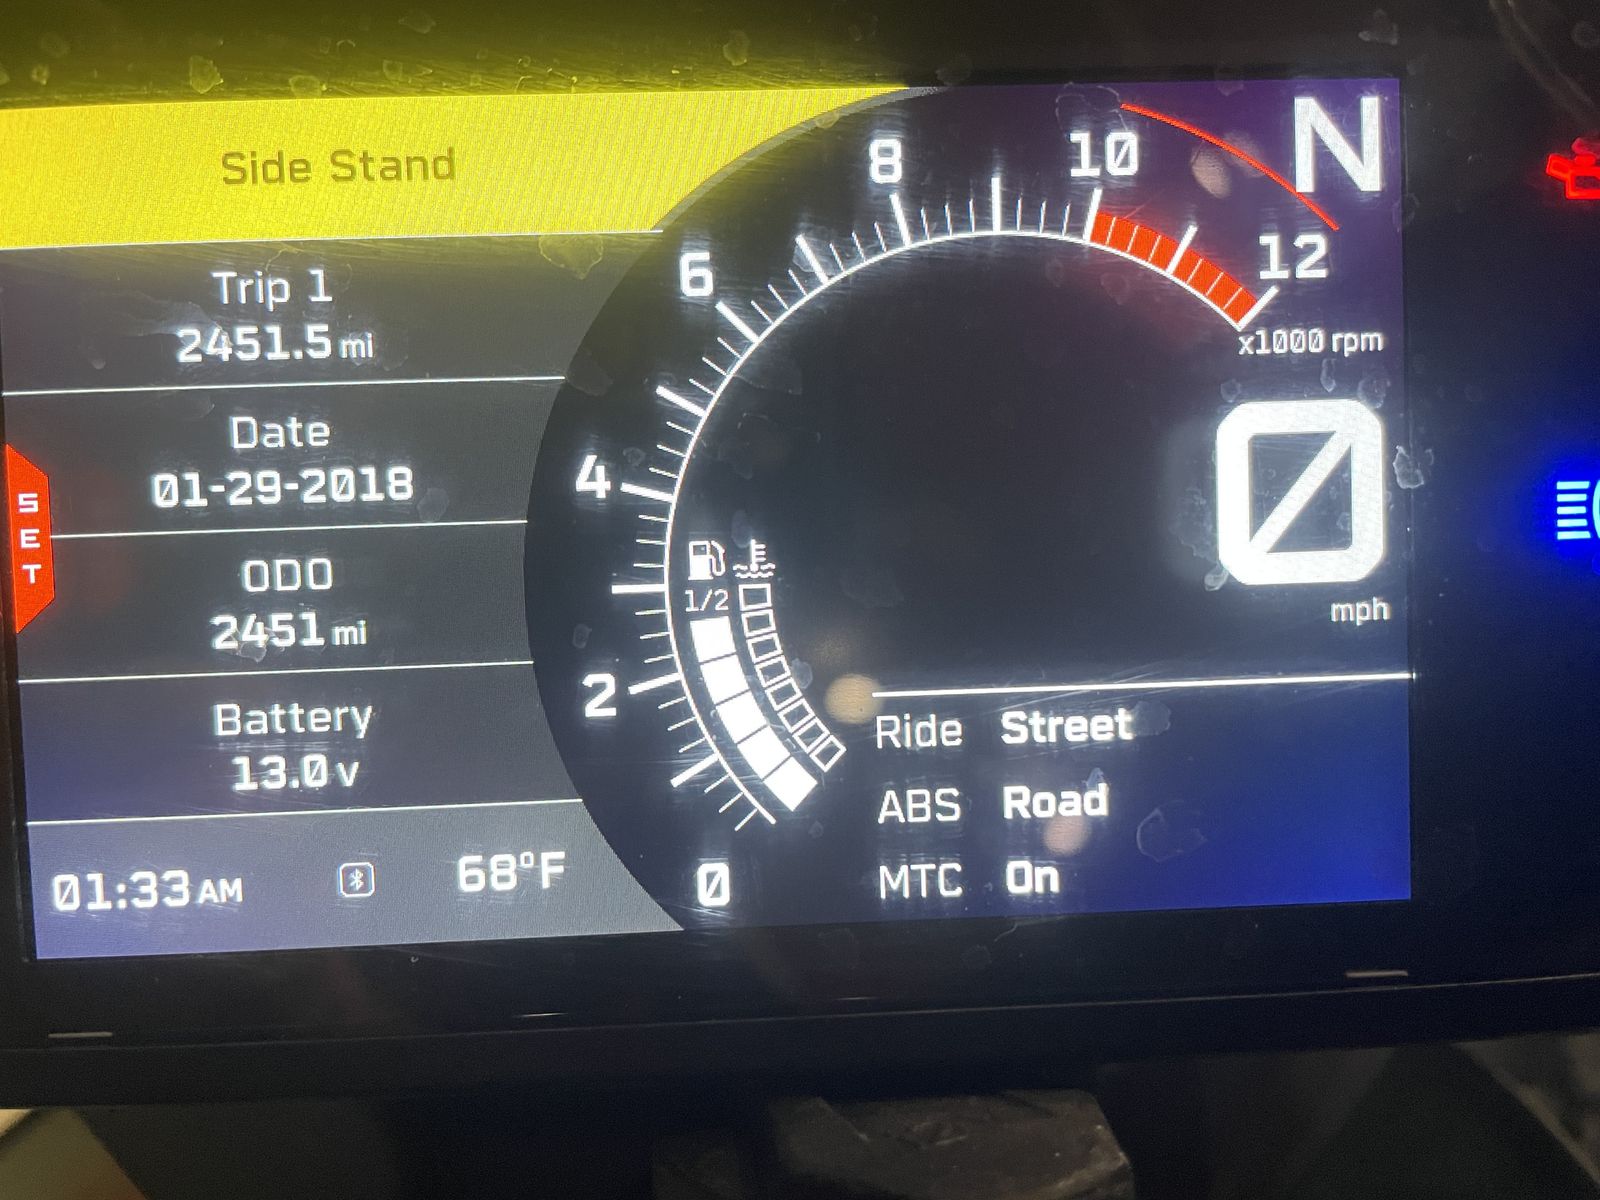 Side Stand
Trip 1
2451.5 mi
Date
01-29-2018
SET
ODO
2451 mi
Battery
13.0 v
01:33 AM
68°F
0
2
4
6
8
10
12
x1000 rpm
N
1/2
0
mph
Ride Street
ABS Road
MTC On